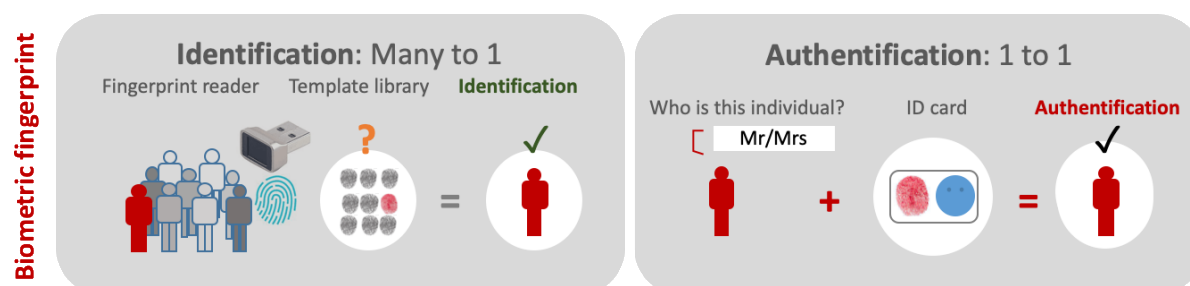 Biometric fingerprint
Identification: Many to 1
Fingerprint reader Template library Identification
?
=
Authentification: 1 to 1
Who is this individual? ID card Authentification
Mr/Mrs
+ =